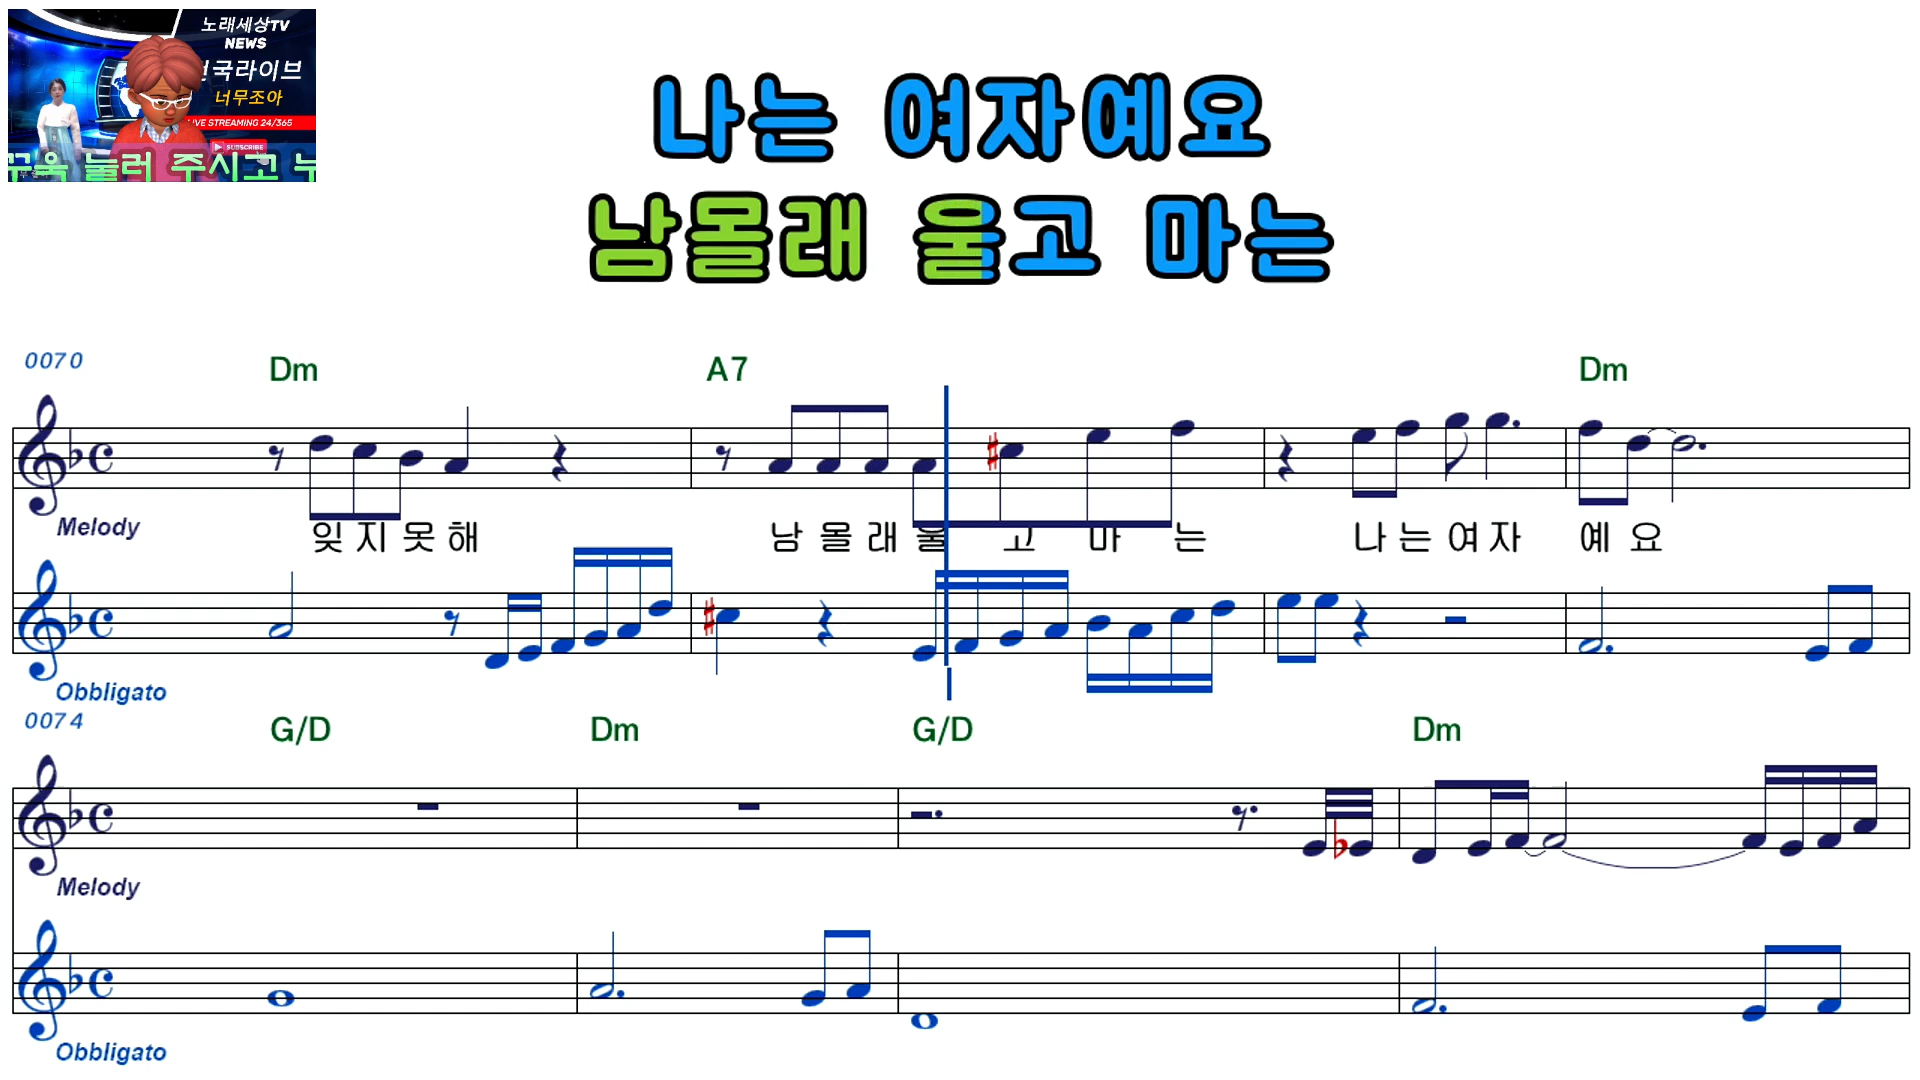 노래세상TV
NEWS
전국라이브
너무조아
LIVE STREAMING 24/365
SUBSCRIBE
꾸욱 눌러 주시고
나는 여자예요
남몰래 울고 마는
0070
Dm A7 Dm
Melody
잊지못해 남몰래울고마는 나는여자예요
Obbligato
0074
G/D Dm G/D Dm
Melody
Obbligato